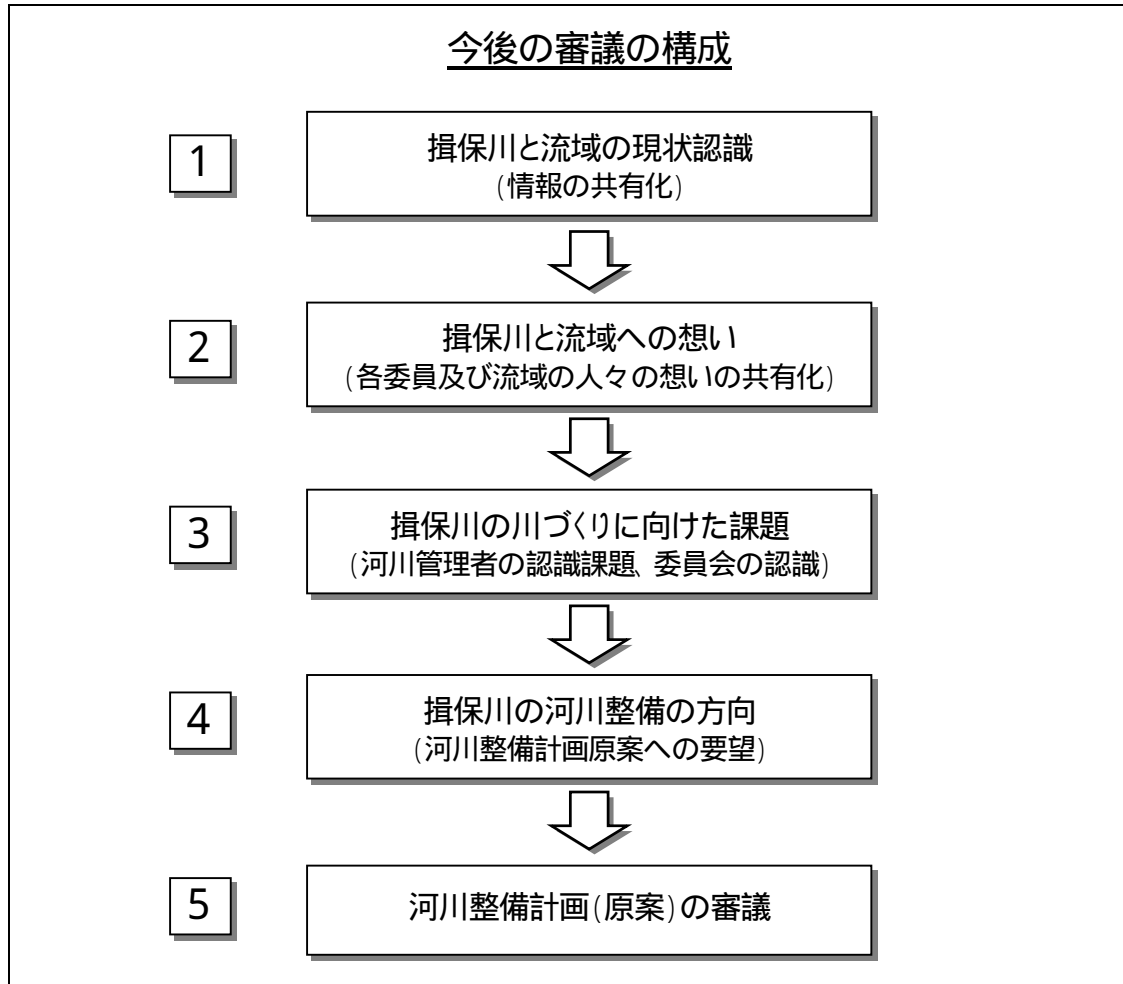 今後の審議の構成
1
揖保川と流域の現状認識
(情報の共有化)
2
揖保川と流域への想い
(各委員及び流域の人々の想いの共有化)
3
揖保川の川づくりに向けた課題
(河川管理者の認識課題、委員会の認識)
4
揖保川の河川整備の方向
(河川整備計画原案への要望)
5
河川整備計画(原案)の審議